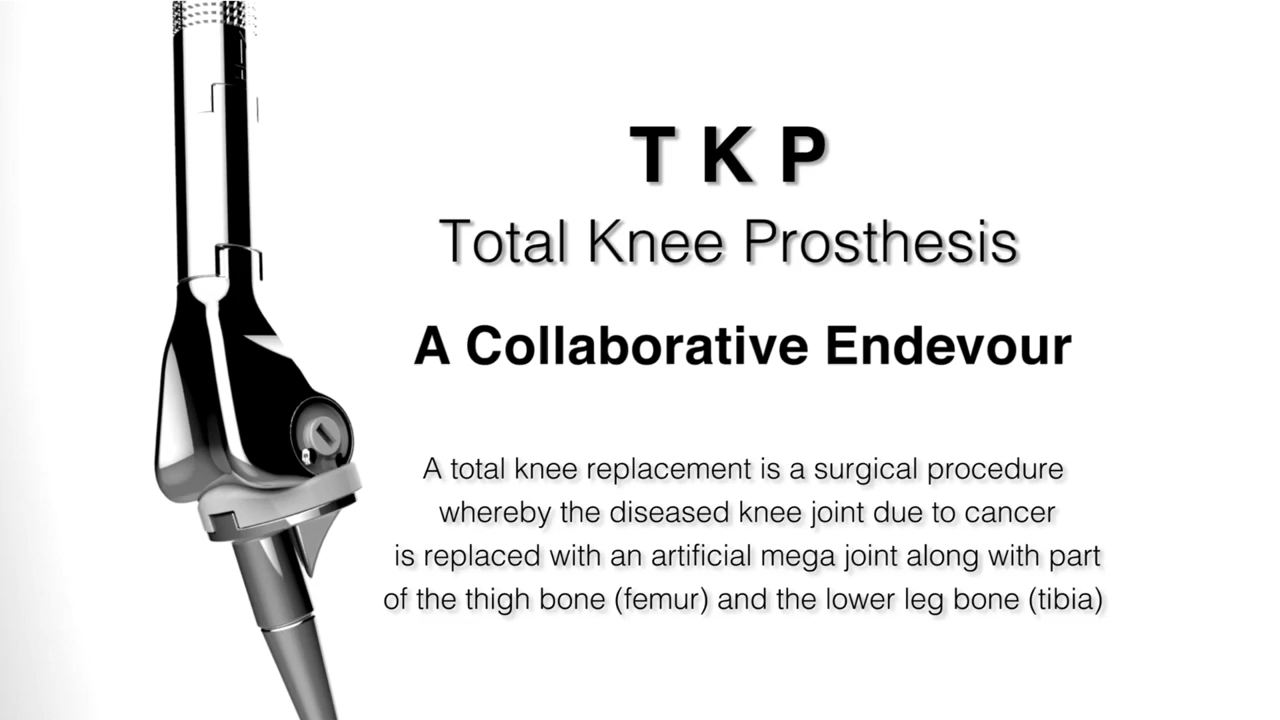 T K P
Total Knee Prosthesis
A Collaborative Endevour
A total knee replacement is a surgical procedure
whereby the diseased knee joint due to cancer
is replaced with an artificial mega joint along with part
of the thigh bone (femur) and the lower leg bone (tibia)